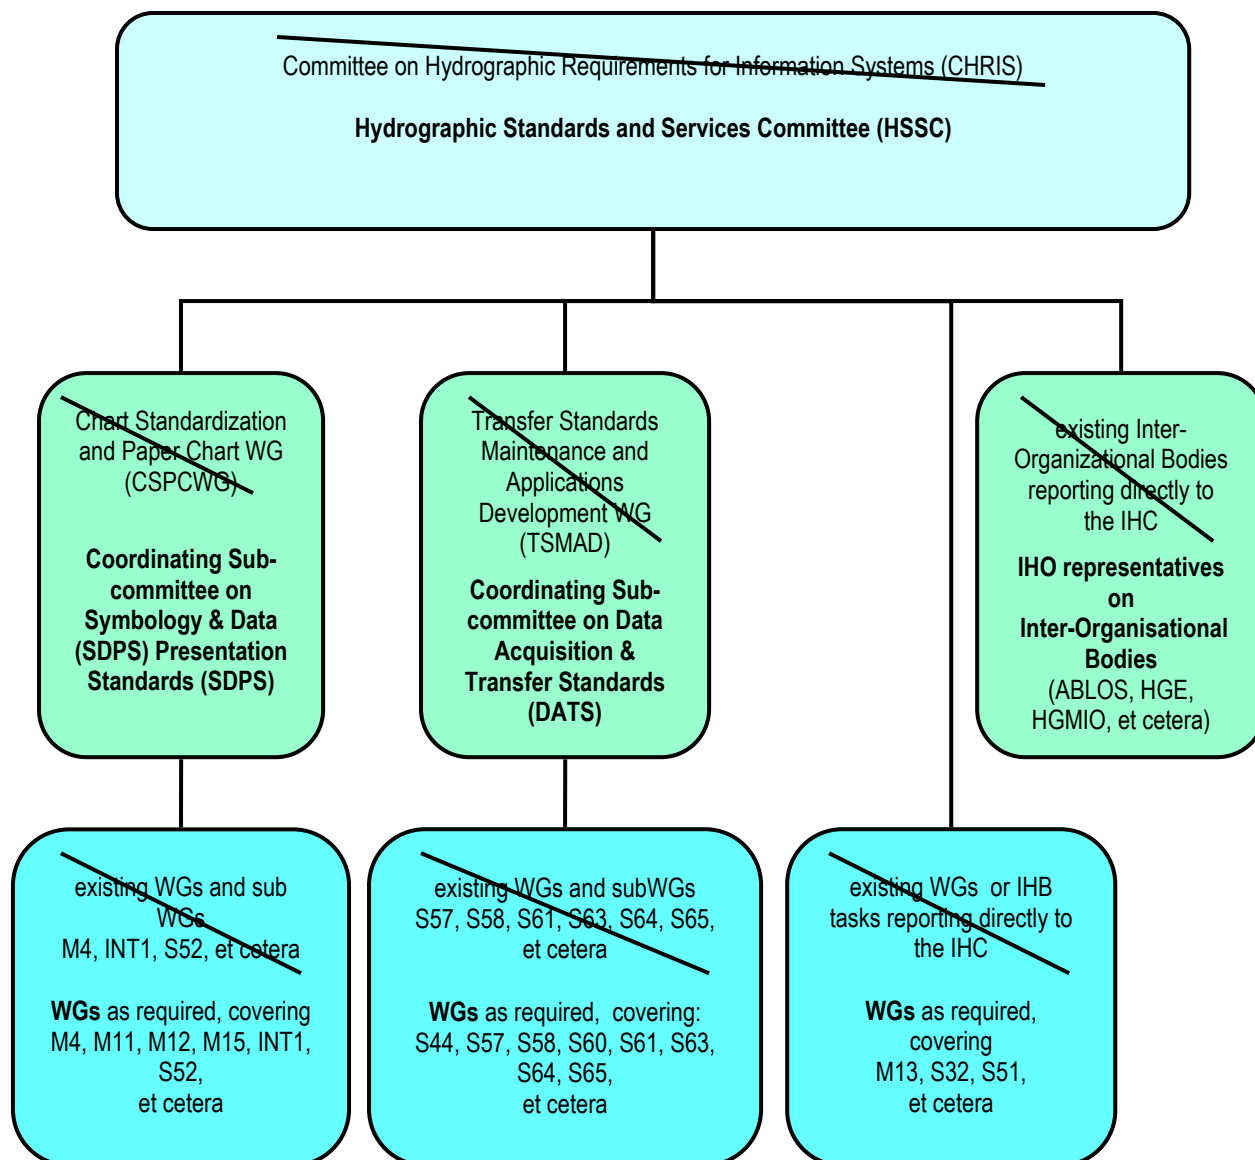 Committee on Hydrographic Requirements for Information Systems (CHRIS)
Hydrographic Standards and Services Committee (HSSC)
Chart Standardization
and Paper Chart WG
(CSPCWG)
Coordinating Sub-
committee on
Symbology & Data
(SDPS) Presentation
Standards (SDPS)
Transfer Standards
Maintenance and
Applications
Development WG
(TSMAD)
Coordinating Sub-
committee on Data
Acquisition &
Transfer Standards
(DATS)
existing Inter-
Organizational Bodies
reporting directly to
the IHC
IHO representatives
on
Inter-Organisational
Bodies
(ABLOS, HGE,
HGMIO, et cetera)
existing WGs and sub
WGs
M4, INT1, S52, et cetera
WGs as required, covering
M4, M11, M12, M15, INT1,
S52,
et cetera
existing WGs and subWGs
S57, S58, S61, S63, S64, S65,
et cetera
WGs as required, covering:
S44, S57, S58, S60, S61, S63,
S64, S65,
et cetera
existing WGs or IHB
tasks reporting directly to
the IHC
WGs as required,
covering
M13, S32, S51,
et cetera